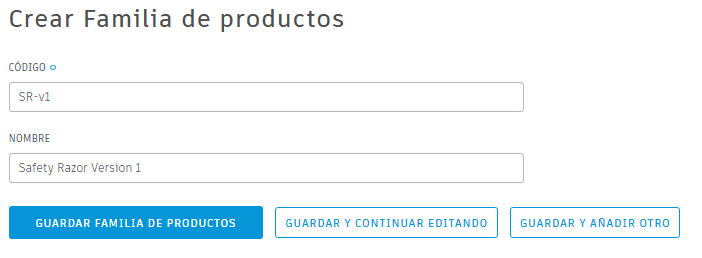 Crear Familia de productos
CÓDIGO
SR-v1
NOMBRE
Safety Razor Version 1
GUARDAR FAMILIA DE PRODUCTOS GUARDAR Y CONTINUAR EDITANDO GUARDAR Y AÑADIR OTRO